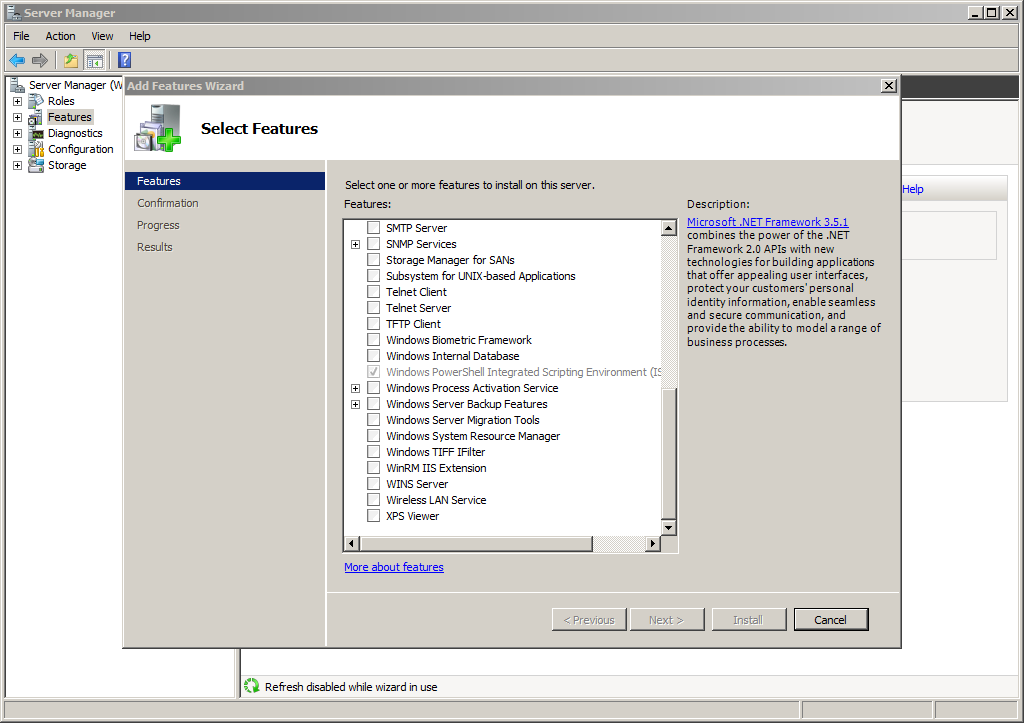 Server Manager
File Action View Help
Server Manager (W
Roles
Features
Diagnostics
Configuration
Storage
Add Features Wizard
Select Features
Features
Confirmation
Progress
Results
Select one or more features to install on this server.
Features:
SMTP Server
SNMP Services
Storage Manager for SANs
Subsystem for UNIX-based Applications
Telnet Client
Telnet Server
TFTP Client
Windows Biometric Framework
Windows Internal Database
Windows PowerShell Integrated Scripting Environment (IS
Windows Process Activation Service
Windows Server Backup Features
Windows Server Migration Tools
Windows System Resource Manager
Windows TIFF IFilter
WinRM IIS Extension
WINS Server
Wireless LAN Service
XPS Viewer
More about features
Description:
Microsoft .NET Framework 3.5.1
combines the power of the .NET
Framework 2.0 APIs with new
technologies for building applications
that offer appealing user interfaces,
protect your customers' personal
identity information, enable seamless
and secure communication, and
provide the ability to model a range of
business processes.
Help
< Previous Next > Install Cancel
Refresh disabled while wizard in use